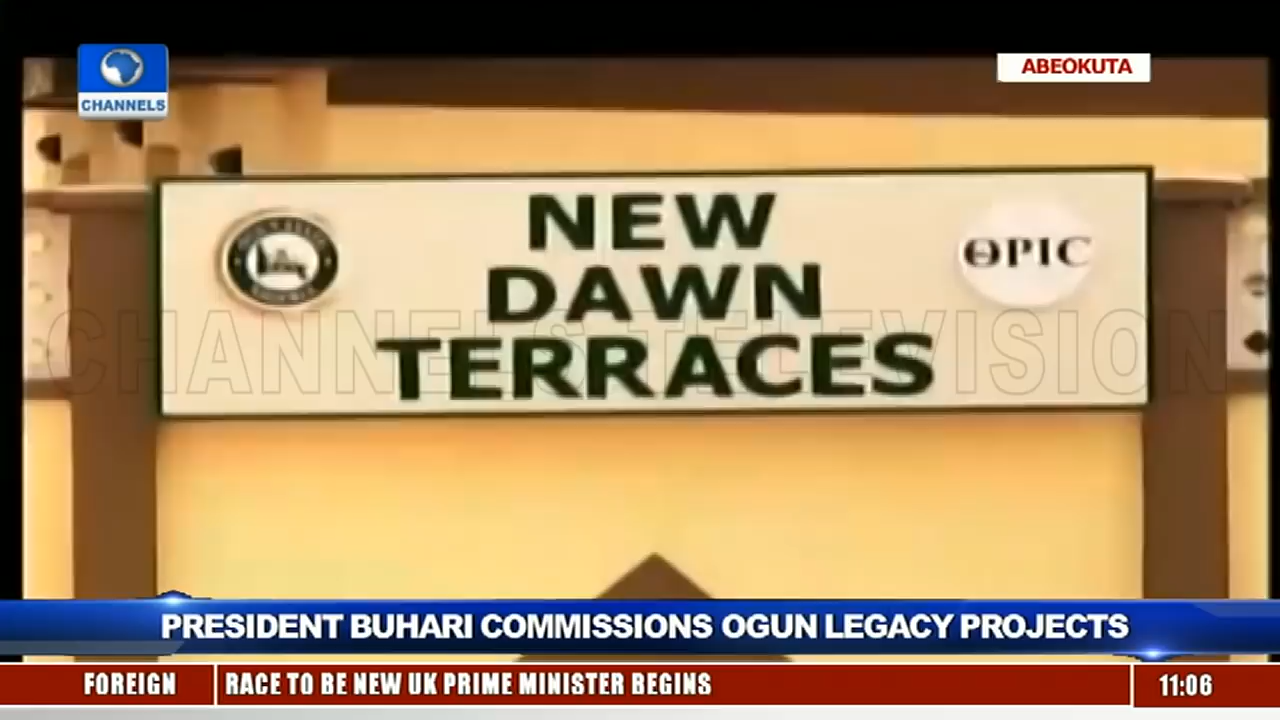 CHANNELS
ABEOKUTA
NEW
DAWN
TERRACES
OPIC
CHANNELS TELEVISION
PRESIDENT BUHARI COMMISSIONS OGUN LEGACY PROJECTS
FOREIGN
RACE TO BE NEW UK PRIME MINISTER BEGINS
11:06